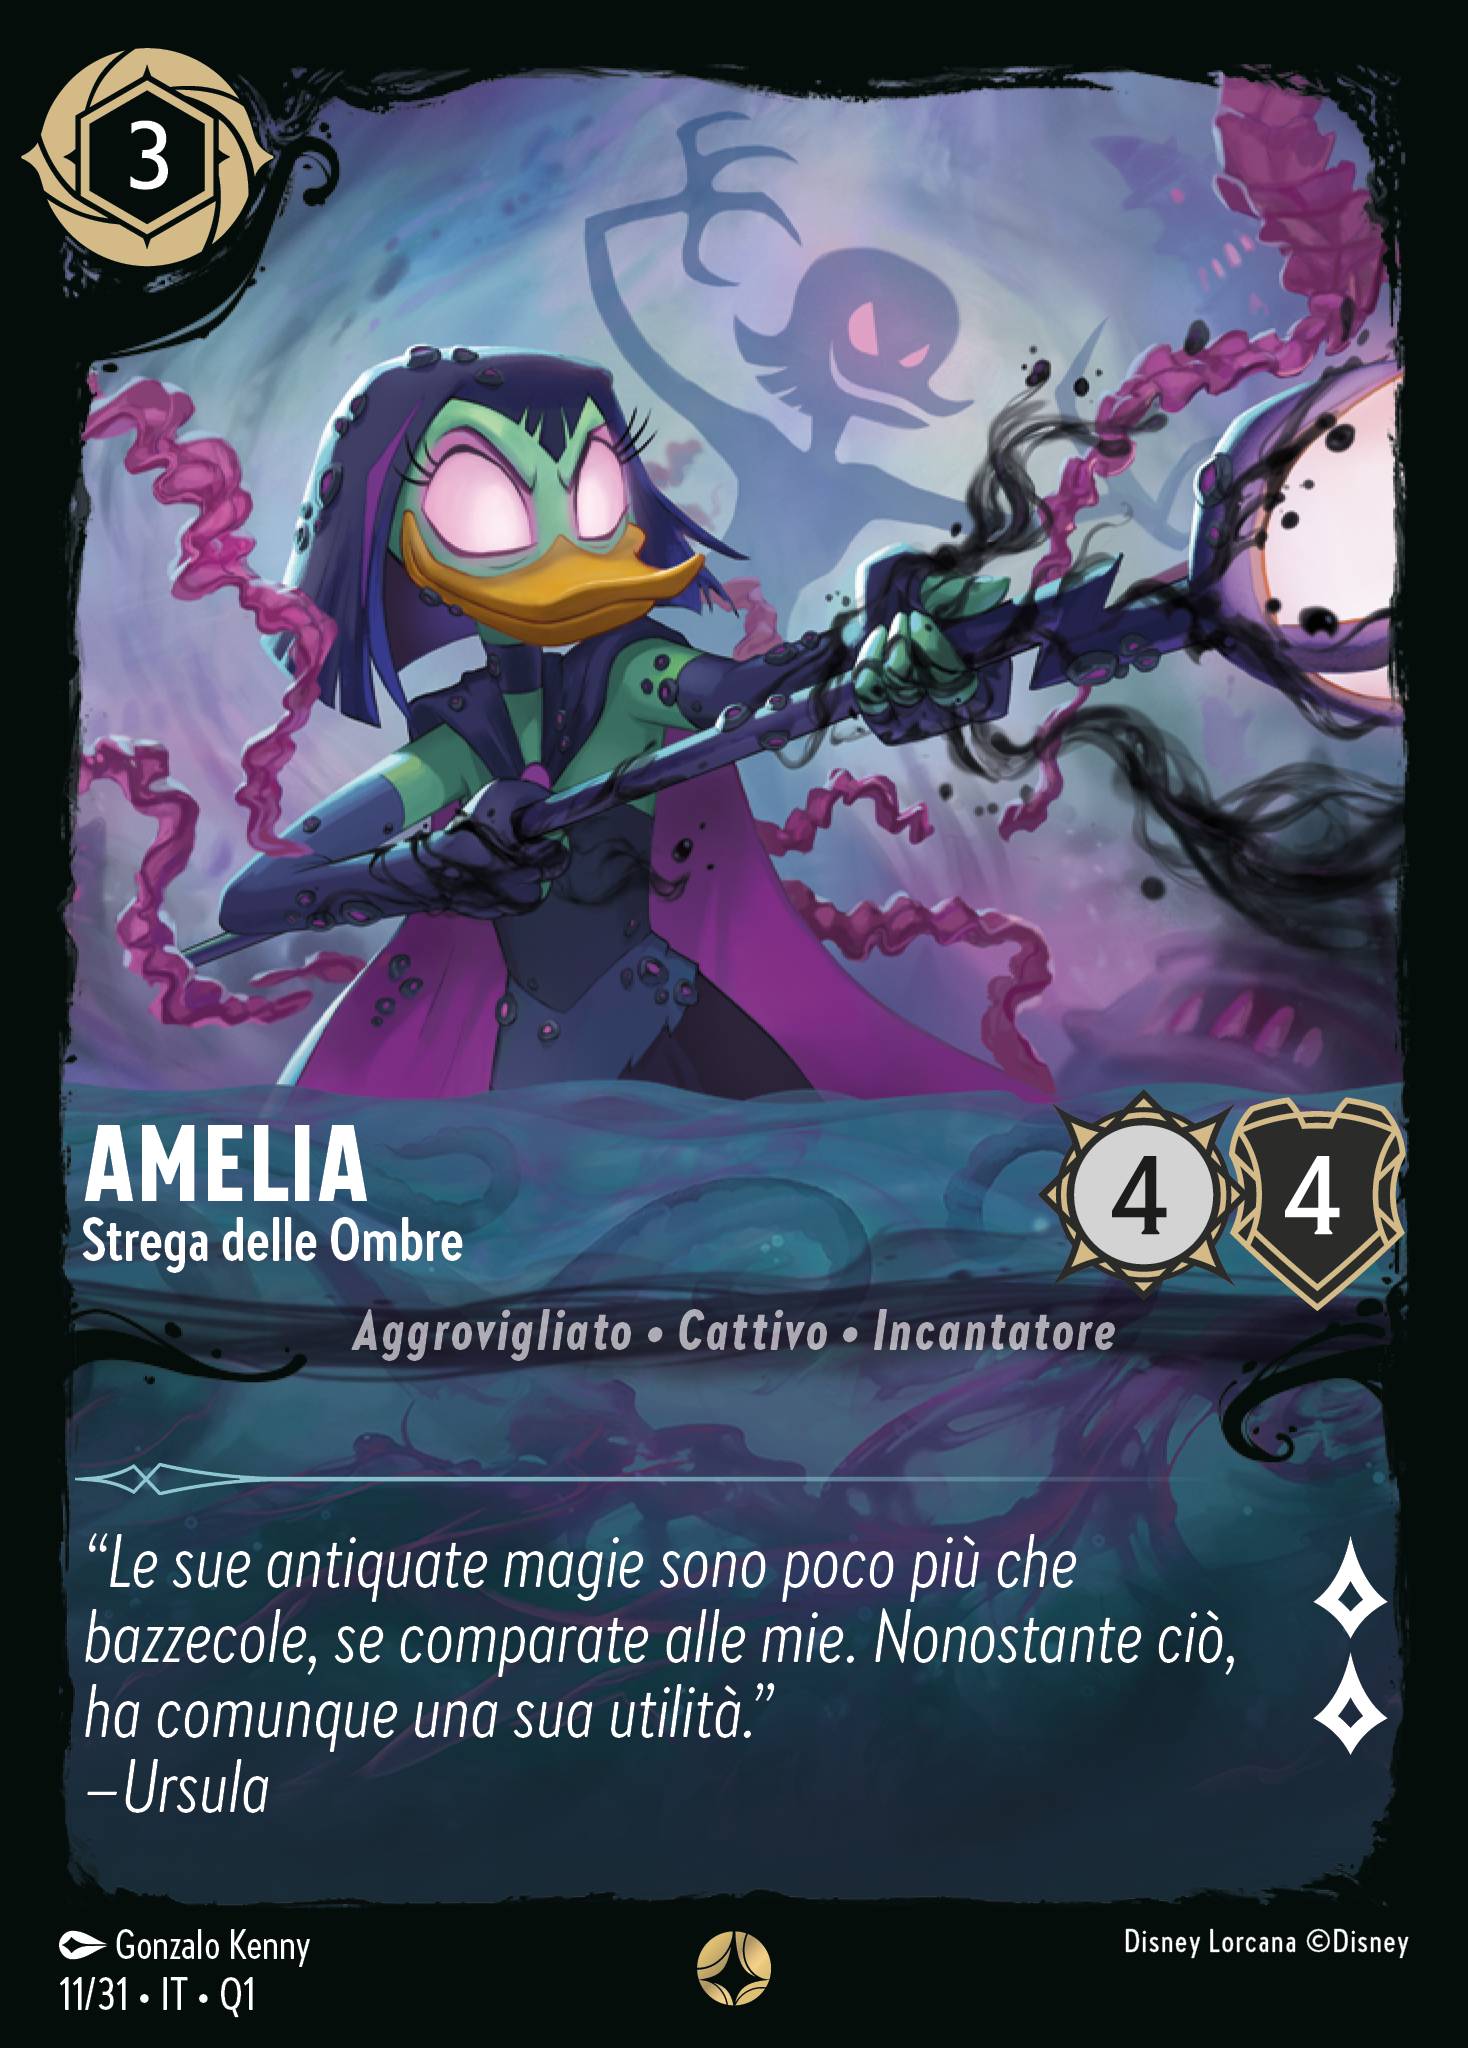 3
AMELIA
Strega delle Ombre
4 4
Aggrovigliato • Cattivo • Incantatore
“Le sue antiquate magie sono poco più che
bazzecole, se comparate alle mie. Nonostante ciò,
ha comunque una sua utilità.”
–Ursula
Gonzalo Kenny
11/31 • IT • Q1
Disney Lorcana ©Disney